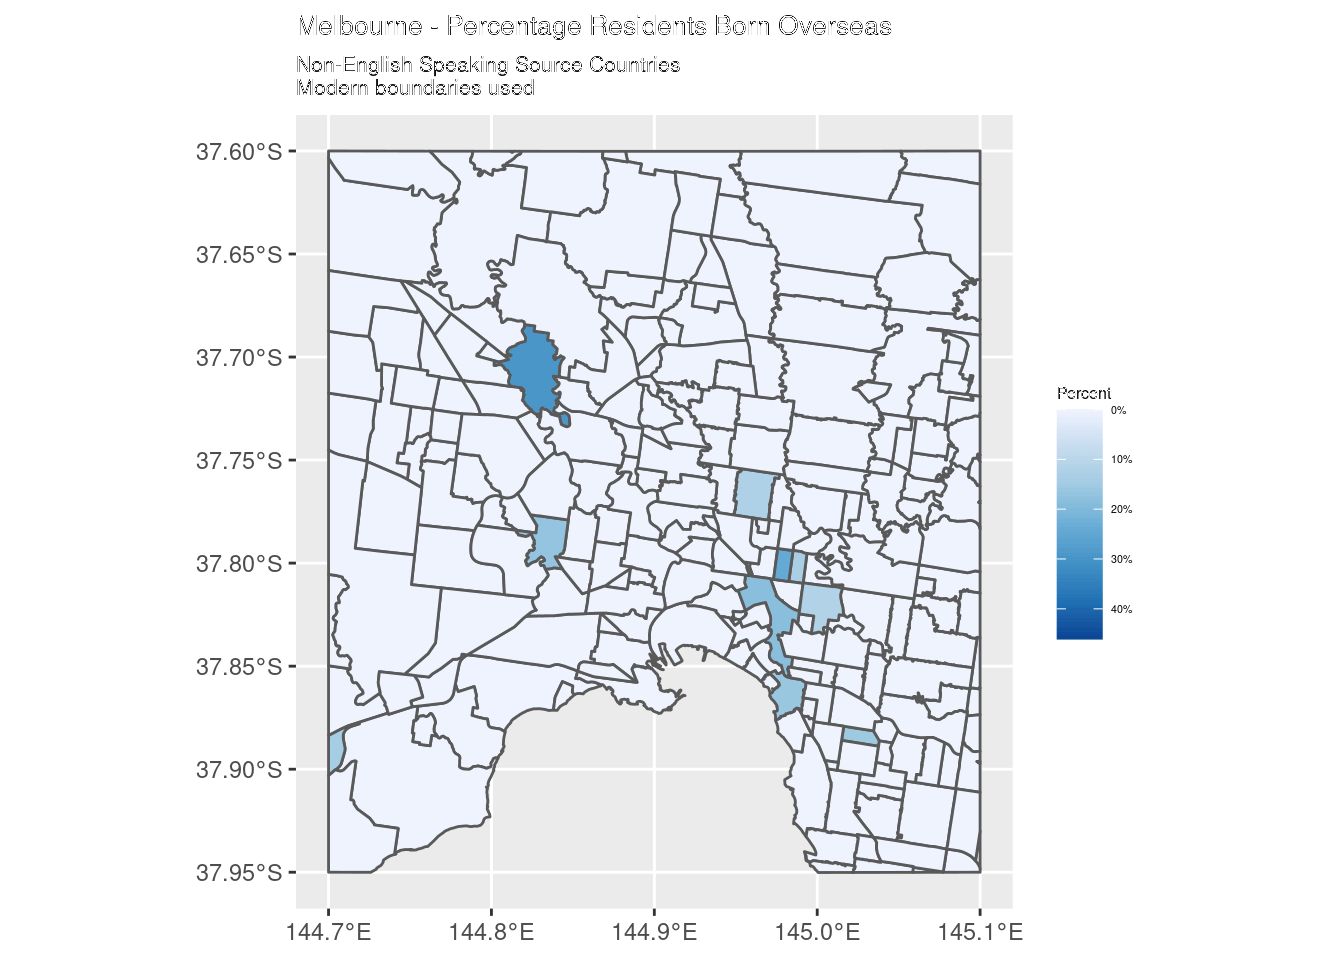 Melbourne - Percentage Residents Born Overseas
Non-English Speaking Source Countries
Modern boundaries used
37.60°S
37.65°S
37.70°S
37.75°S
37.80°S
37.85°S
37.90°S
37.95°S
144.7°E
144.8°E
144.9°E
145.0°E
145.1°E
Percent
0%
10%
20%
30%
40%